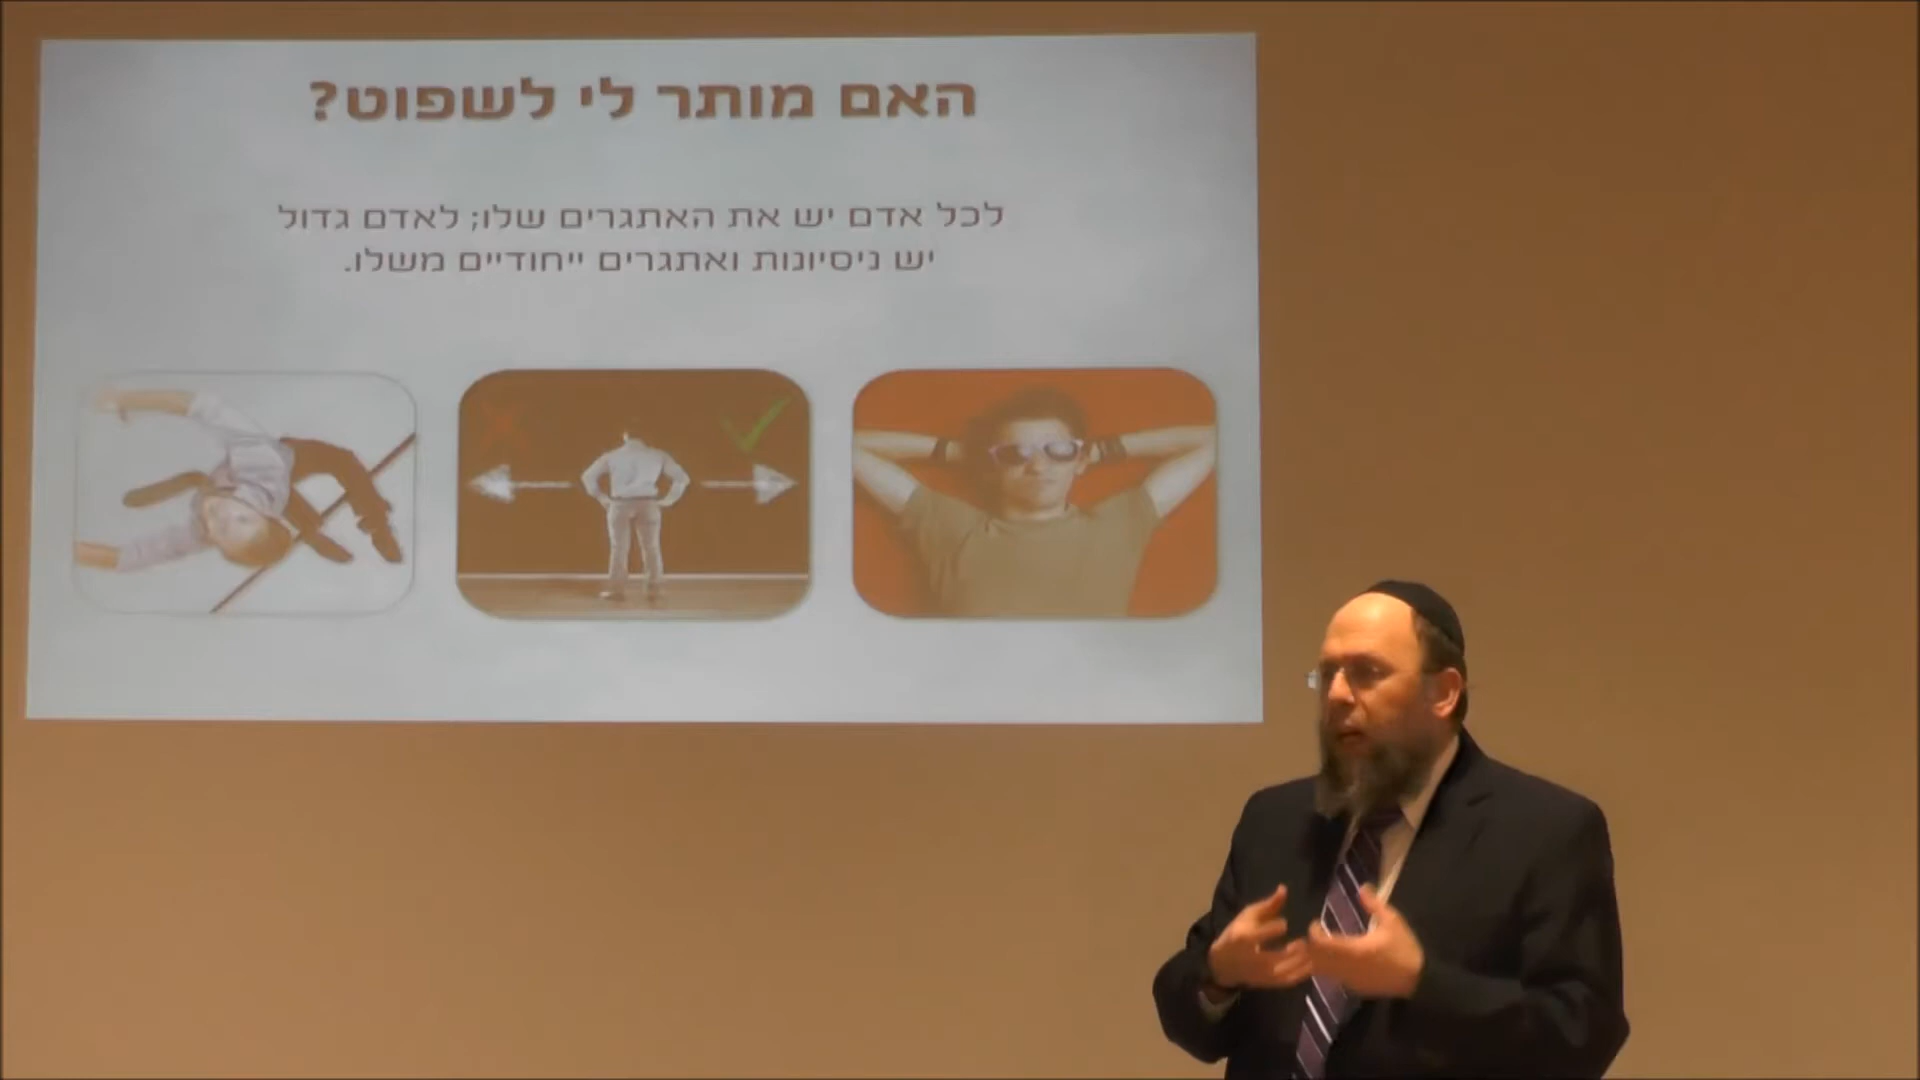 האם מותר לי לשפוט?
לכל אדם יש את האתגרים שלו; לאדם גדול
יש ניסיונות ואתגרים ייחודיים משלו.